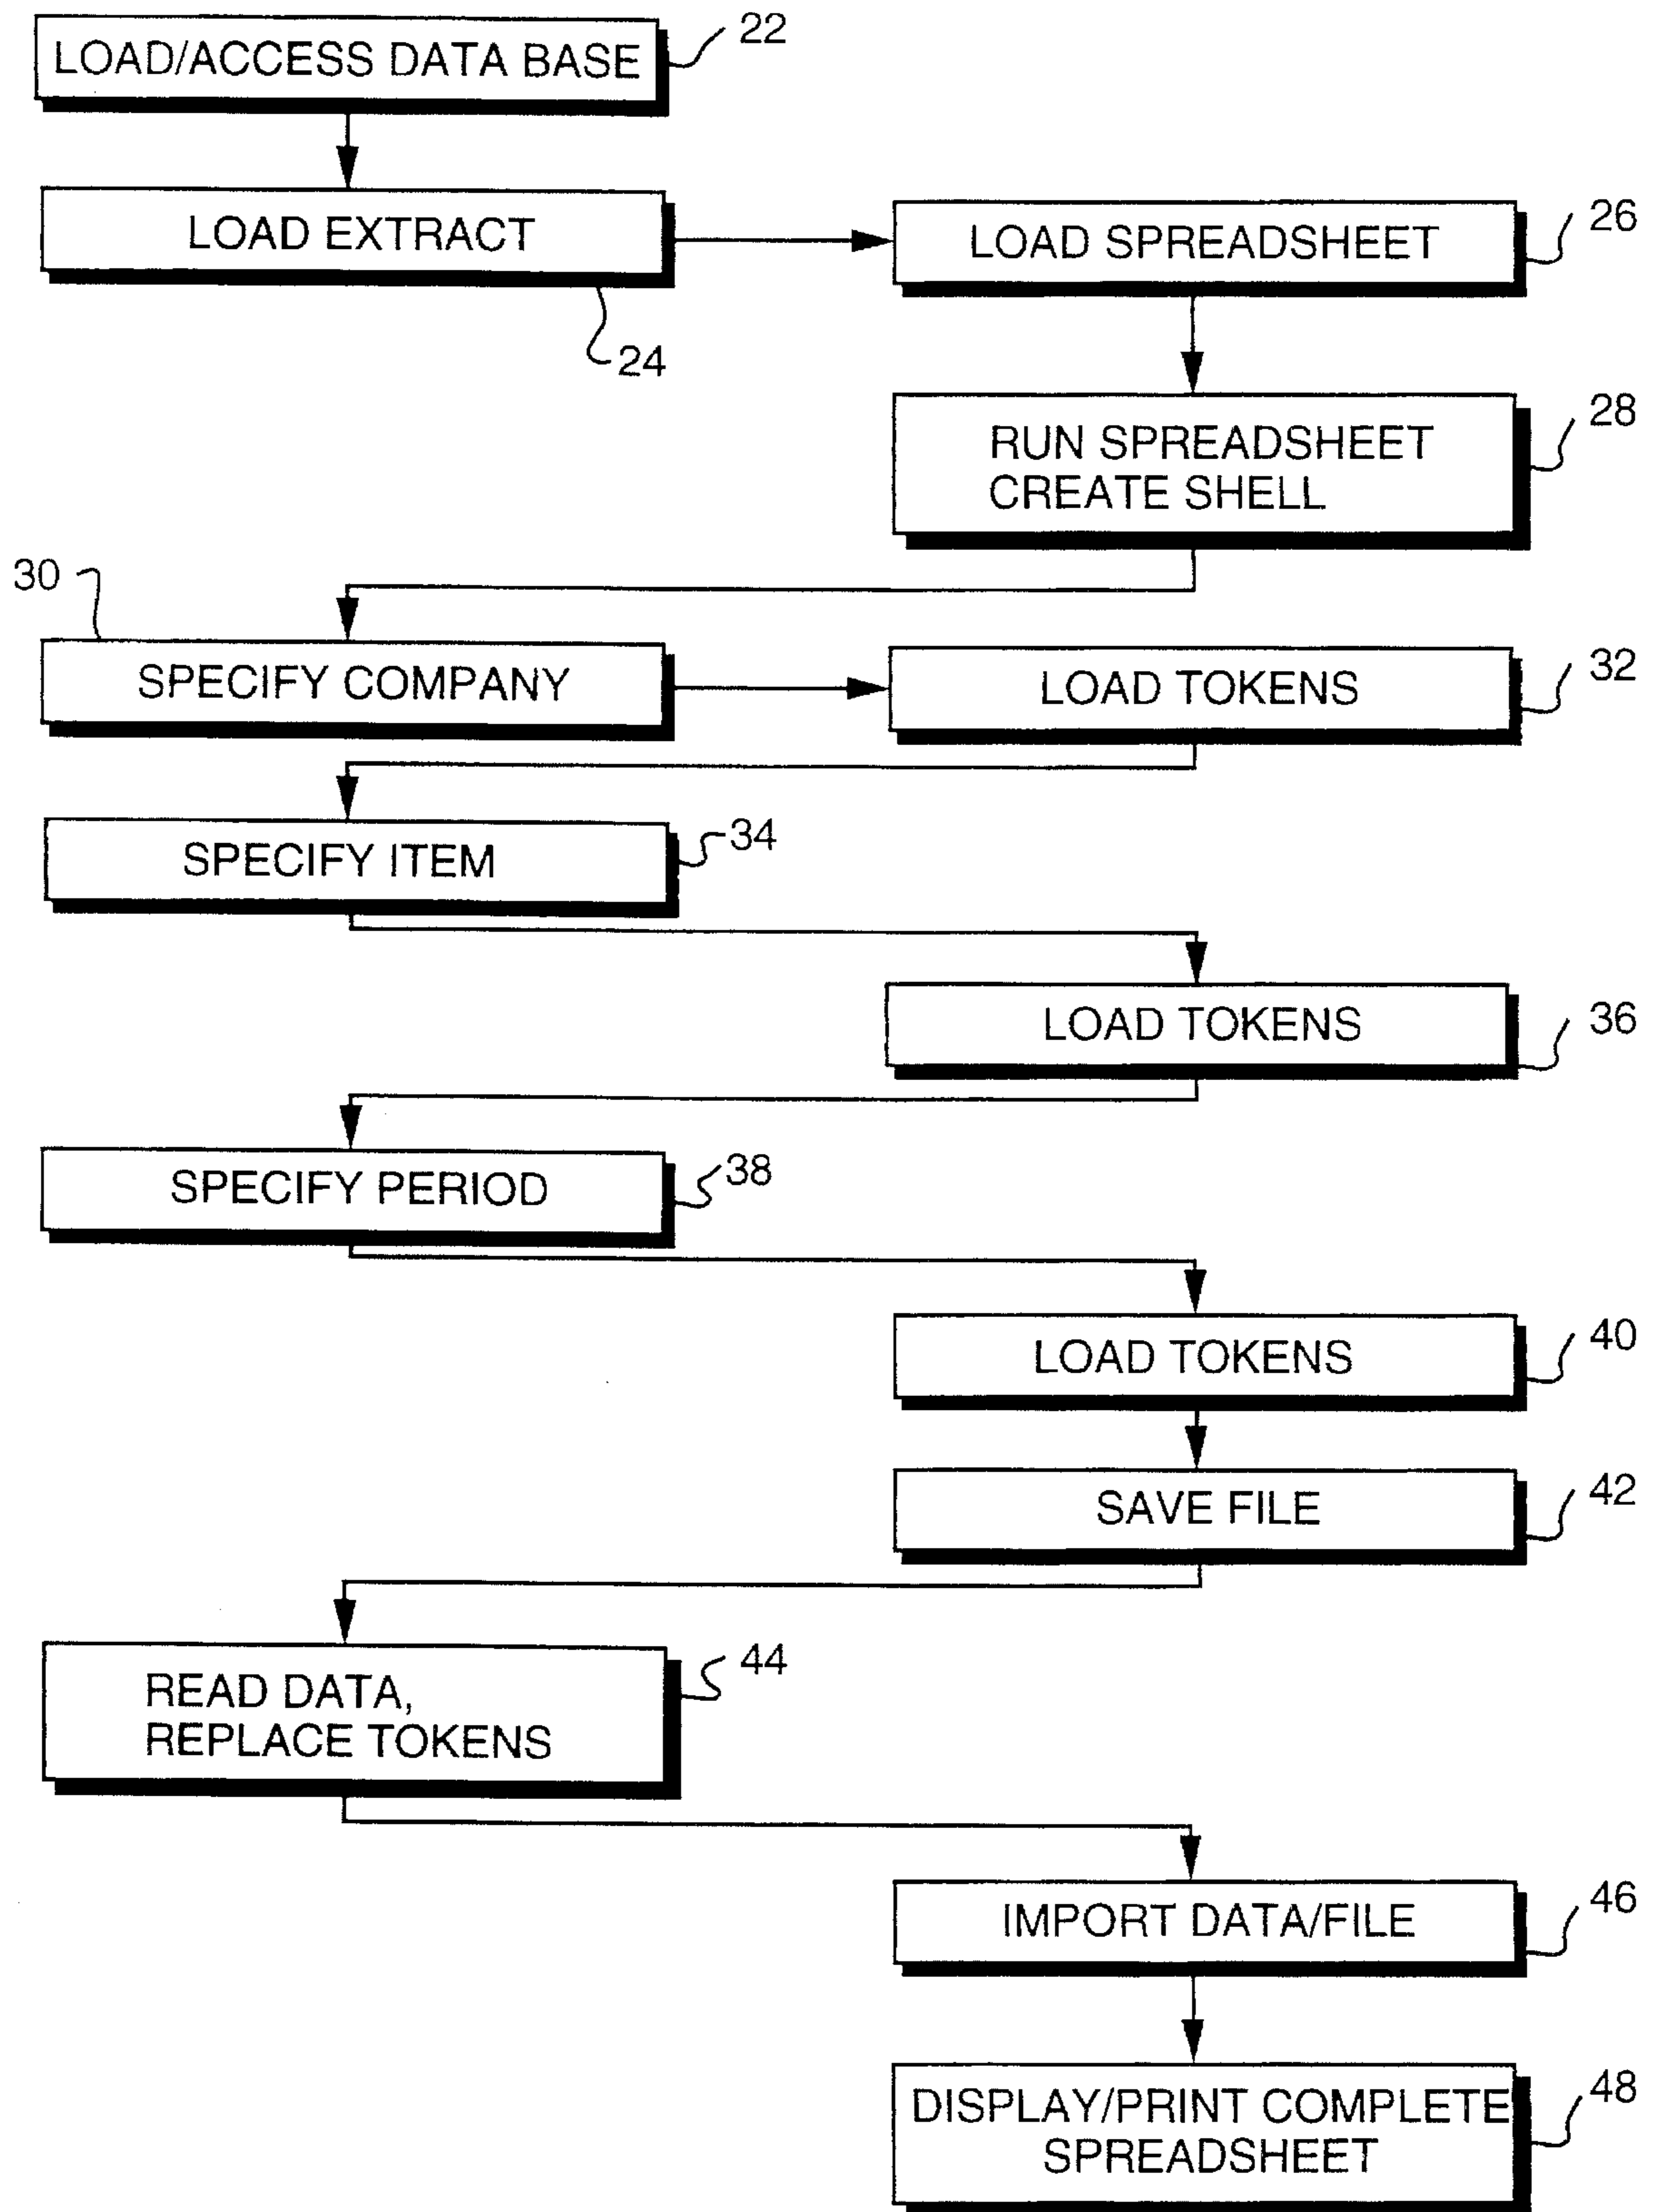 LOAD/ACCESS DATA BASE
22
LOAD EXTRACT
24
LOAD SPREADSHEET
26
RUN SPREADSHEET
CREATE SHELL
28
30
SPECIFY COMPANY
LOAD TOKENS
32
SPECIFY ITEM
34
LOAD TOKENS
36
SPECIFY PERIOD
38
LOAD TOKENS
40
SAVE FILE
42
READ DATA,
REPLACE TOKENS
44
IMPORT DATA/FILE
46
DISPLAY/PRINT COMPLETE
SPREADSHEET
48